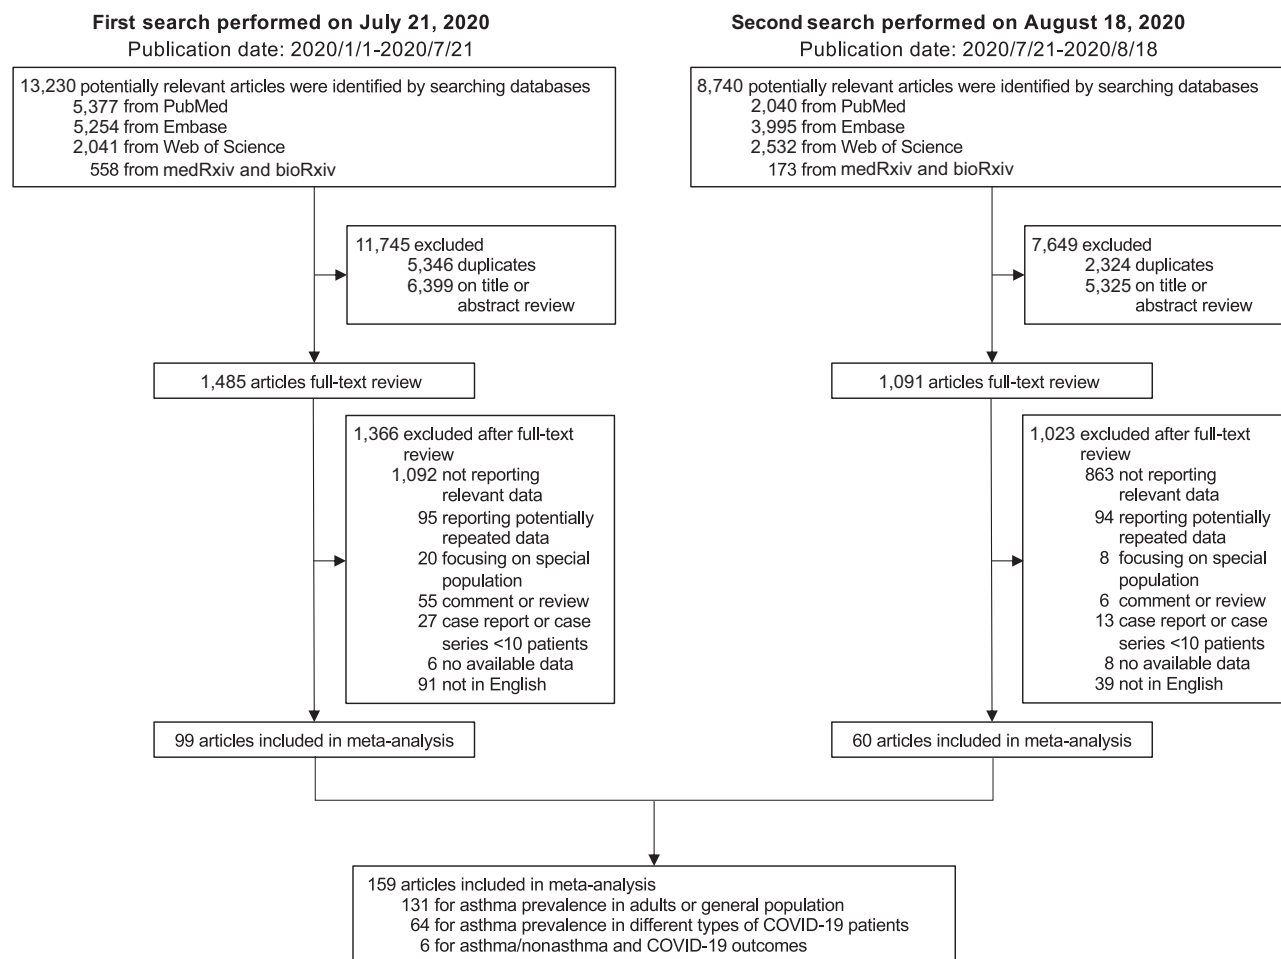 First search performed on July 21, 2020
Publication date: 2020/1/1-2020/7/21
13,230 potentially relevant articles were identified by searching databases
5,377 from PubMed
5,254 from Embase
2,041 from Web of Science
558 from medRxiv and bioRxiv
11,745 excluded
5,346 duplicates
6,399 on title or
abstract review
1,485 articles full-text review
1,366 excluded after full-text
review
1,092 not reporting
relevant data
95 reporting potentially
repeated data
20 focusing on special
population
55 comment or review
27 case report or case
series <10 patients
6 no available data
91 not in English
99 articles included in meta-analysis
Second search performed on August 18, 2020
Publication date: 2020/7/21-2020/8/18
8,740 potentially relevant articles were identified by searching databases
2,040 from PubMed
3,995 from Embase
2,532 from Web of Science
173 from medRxiv and bioRxiv
7,649 excluded
2,324 duplicates
5,325 on title or
abstract review
1,091 articles full-text review
1,023 excluded after full-text
review
863 not reporting
relevant data
94 reporting potentially
repeated data
8 focusing on special
population
6 comment or review
13 case report or case
series <10 patients
8 no available data
39 not in English
60 articles included in meta-analysis
159 articles included in meta-analysis
131 for asthma prevalence in adults or general population
64 for asthma prevalence in different types of COVID-19 patients
6 for asthma/nonasthma and COVID-19 outcomes